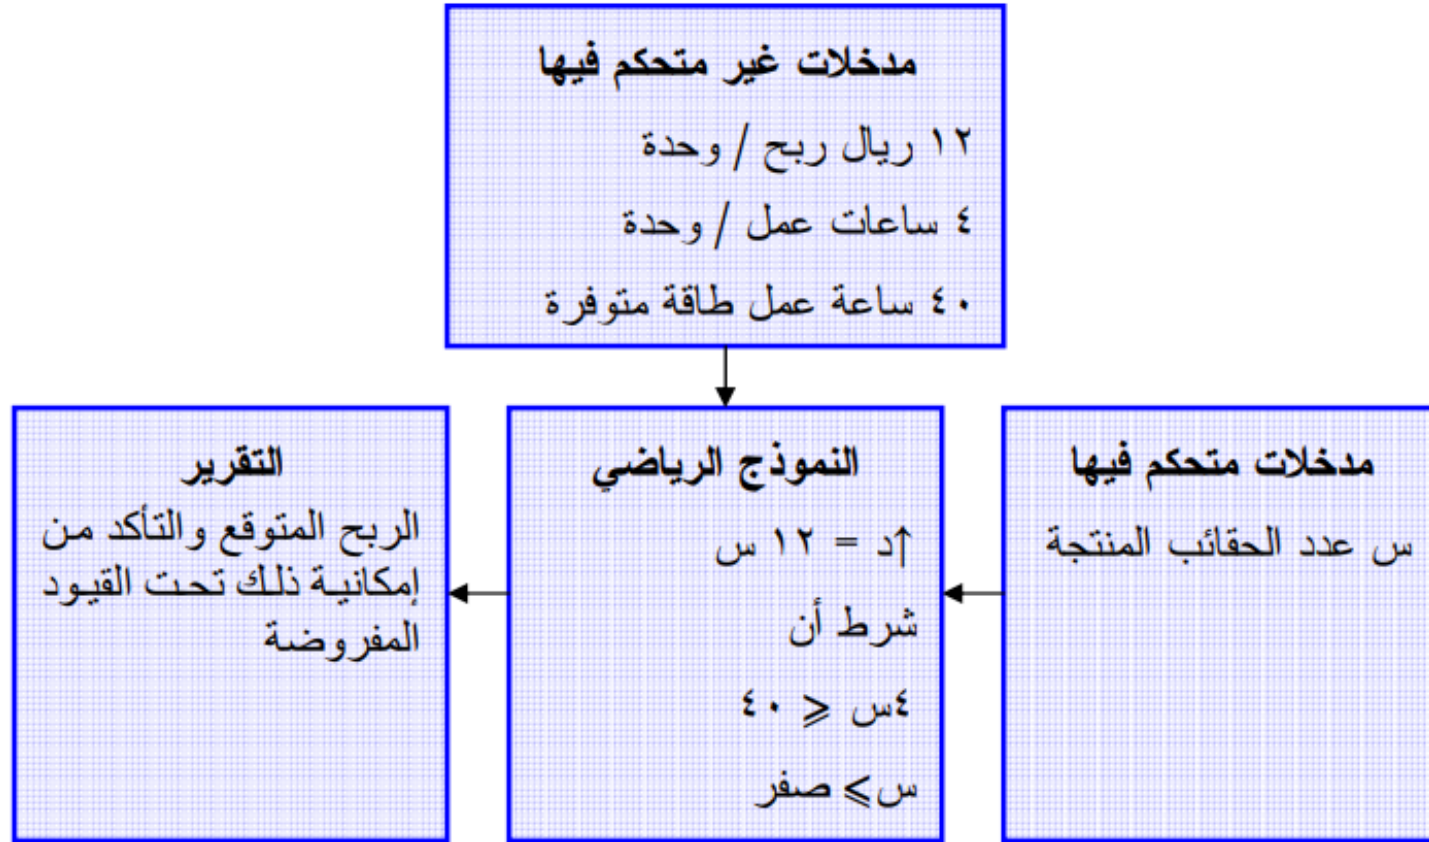 مدخلات غير متحكم فيها
١٢ ريال ربح / وحدة
٤ ساعات عمل / وحدة
٤٠ ساعة عمل طاقة متوفرة
مدخلات متحكم فيها
س عدد الحقائب المنتجة
النموذج الرياضي
↑د = ١٢ س
شرط أن
٤س ⩽ ٤٠
س ⩾ صفر
التقرير
الربح المتوقع والتأكد من
إمكانية ذلك تحت القيود
المفروضة